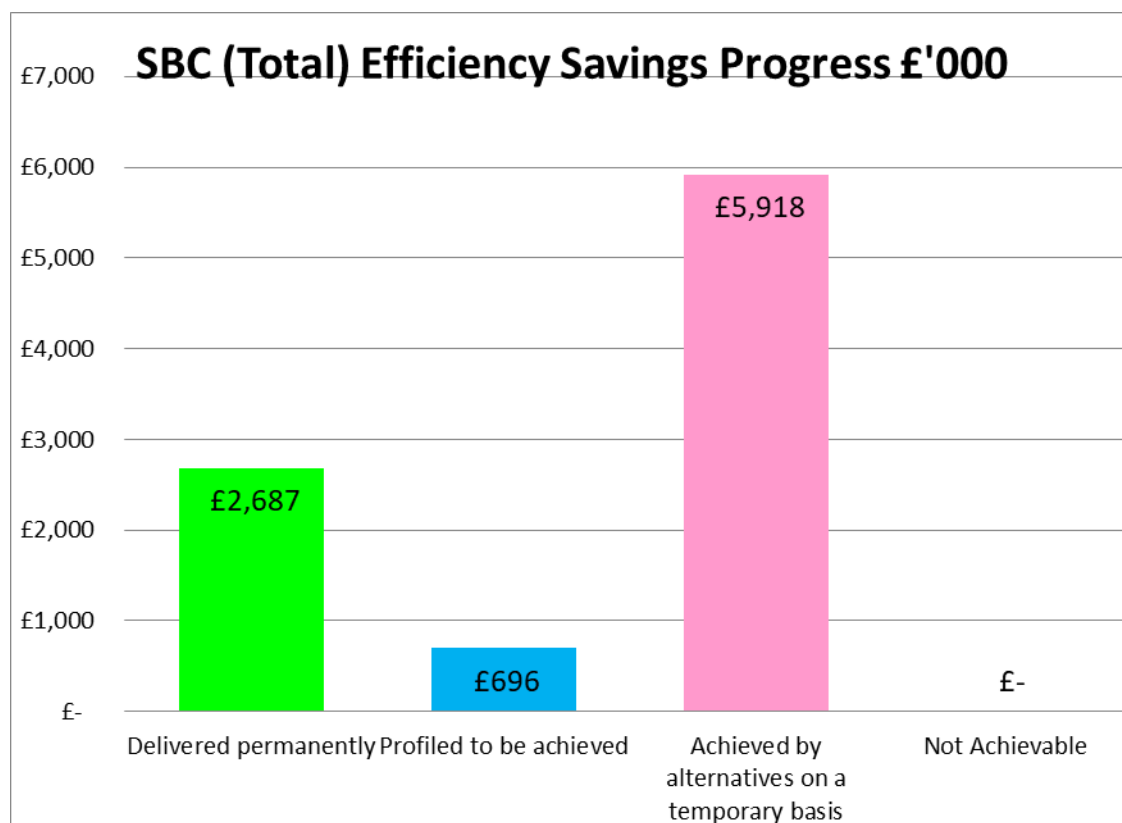 SBC (Total) Efficiency Savings Progress £'000
£7,000
£6,000
£5,000
£4,000
£3,000
£2,000
£1,000
£-
£2,687
£696
£5,918
£-
Delivered permanently
Profiled to be achieved
Achieved by
alternatives on a
temporary basis
Not Achievable